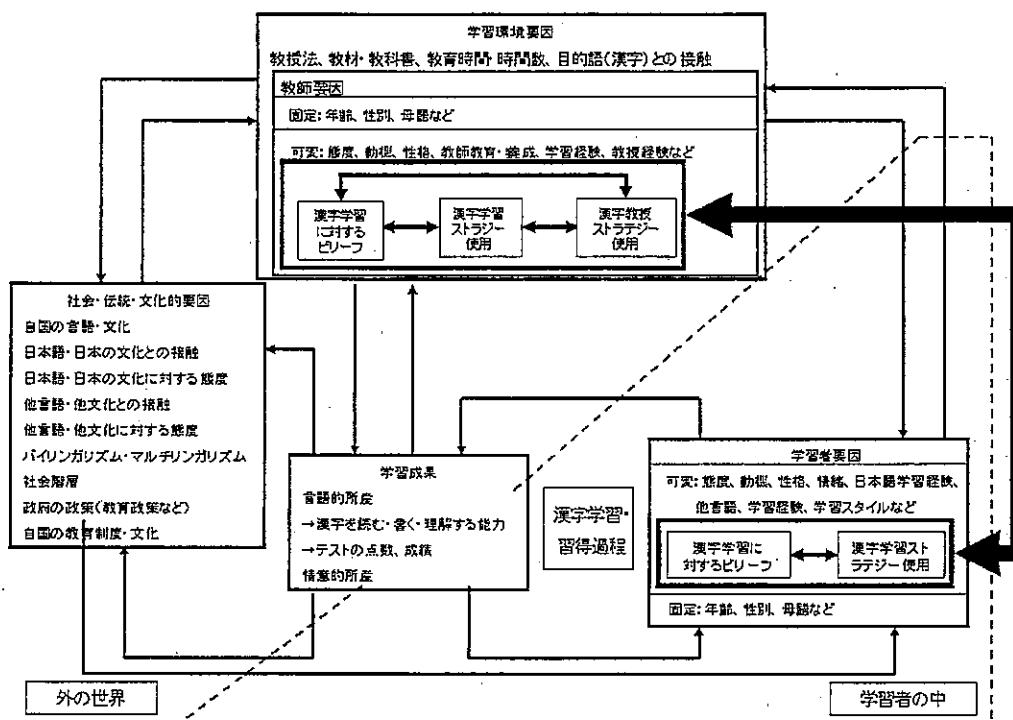 学習環境要因
教授法、教材・教科書、教育時間・時間数、目的語(漢字)との接触
教師要因
固定: 年齢、性別、母語など
可変: 態度、動機、性格、教師教育・養成、学習経験、教授経験など
漢字学習
に対する
ビリーフ
漢字学習
ストラジー
使用
漢字教授
ストラテジー
使用
社会・伝統・文化的要因
自国の言語・文化
日本語・日本の文化との接触
日本語・日本の文化に対する態度
他言語・他文化との接触
他言語・他文化に対する態度
バイリンガリズム・マルチリンガリズム
社会階層
政府の政策(教育政策など)
自国の教育制度・文化
学習成果
言語的所産
→漢字を読む・書く・理解する能力
→テストの点数、成績
情意的所産
漢字学習・
習得過程
学習者要因
可変: 態度、動機、性格、情緒、日本語学習経験、
他言語、学習経験、学習スタイルなど
漢字学習に
対するビリーフ
漢字学習スト
ラテジー使用
固定: 年齢、性別、母語など
外の世界
学習者の中